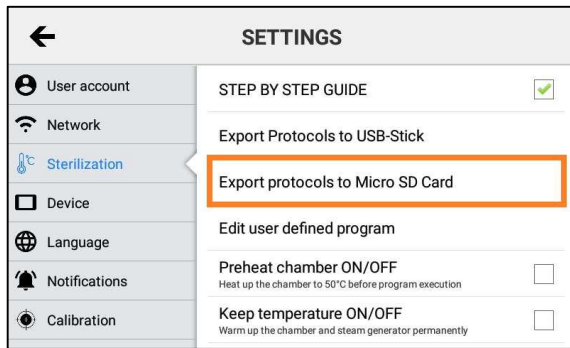 SETTINGS
User account
Network
°C
Sterilization
Device
Language
Notifications
Calibration
STEP BY STEP GUIDE
Export Protocols to USB-Stick
Export protocols to Micro SD Card
Edit user defined program
Preheat chamber ON/OFF
Heat up the chamber to 50°C before program execution
Keep temperature ON/OFF
Warm up the chamber and steam generator permanently